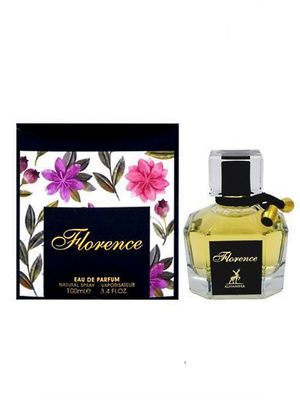 Florence
EAU DE PARFUM
NATURAL SPRAY - VAPORISATEUR
100ml℮ 3.4 FL.OZ.
Florence
ALHAMBRA